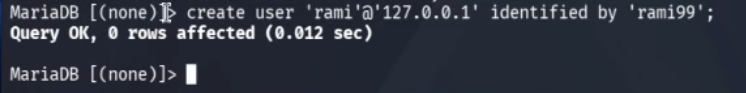 MariaDB [(none)]> create user 'rami'@'127.0.0.1' identified by 'rami99';
Query OK, 0 rows affected (0.012 sec)
MariaDB [(none)]>